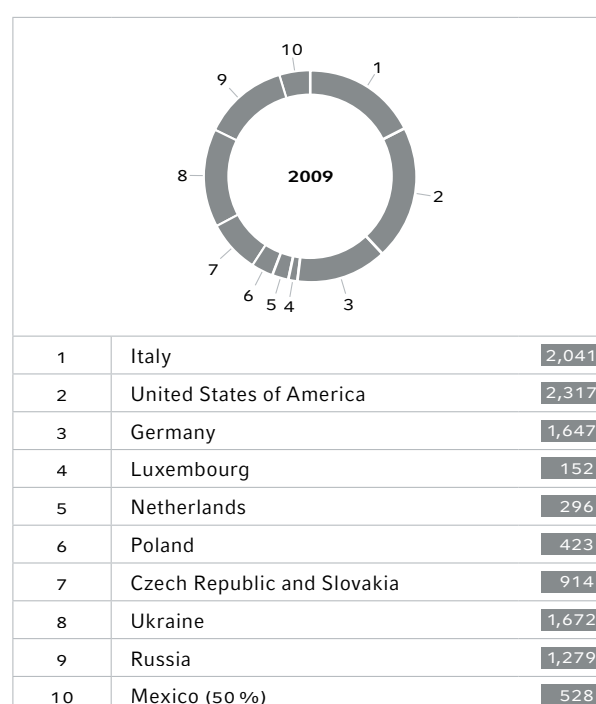 10
1
9
8
2009
2
7
6
5
4
3
1 Italy 2,041
2 United States of America 2,317
3 Germany 1,647
4 Luxembourg 152
5 Netherlands 296
6 Poland 423
7 Czech Republic and Slovakia 914
8 Ukraine 1,672
9 Russia 1,279
10 Mexico (50 %) 528